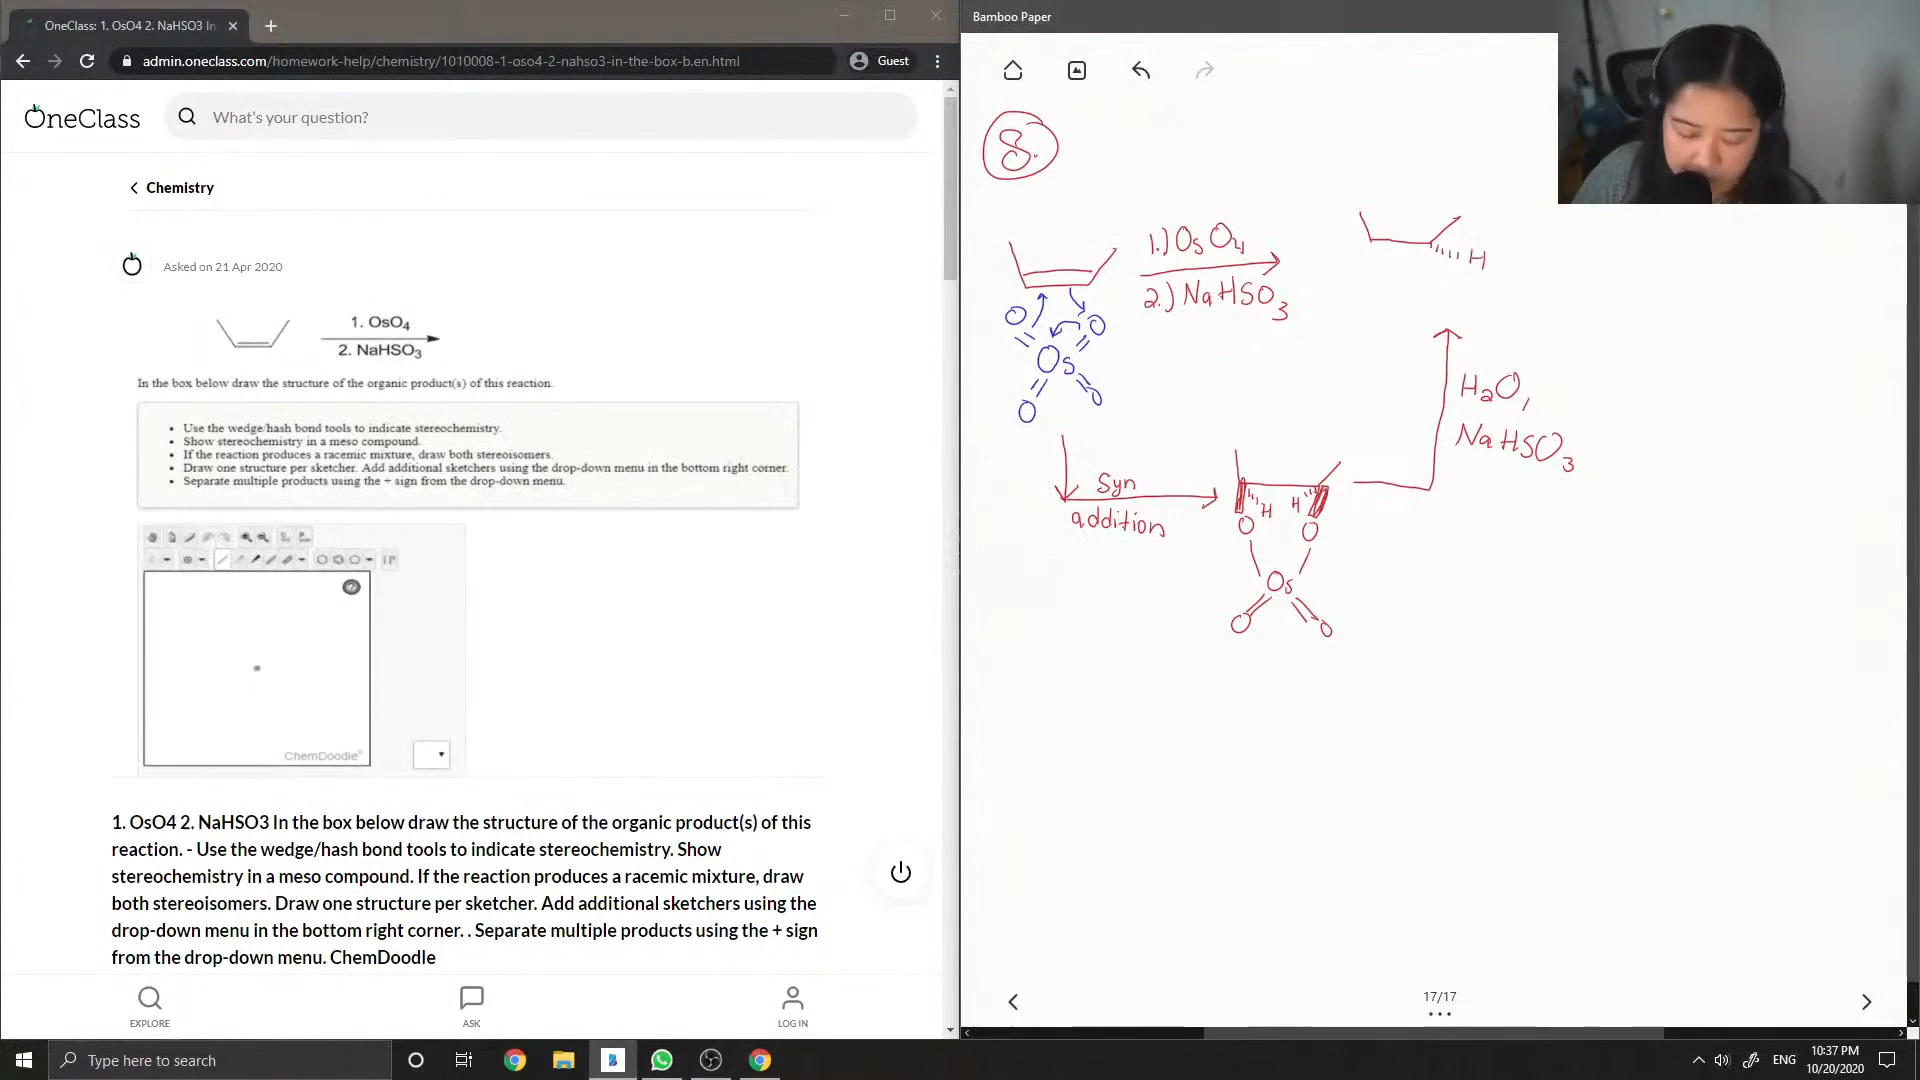 OneClass: 1. OsO4 2. NaHSO3 In
admin.oneclass.com/homework-help/chemistry/1010008-1-oso4-2-nahso3-in-the-box-b.en.html
Guest
OneClass
What's your question?
Chemistry
Asked on 21 Apr 2020
1. OsO4
2. NaHSO3
In the box below draw the structure of the organic product(s) of this reaction.
• Use the wedge/hash bond tools to indicate stereochemistry.
• Show stereochemistry in a meso compound.
• If the reaction produces a racemic mixture, draw both stereoisomers.
• Draw one structure per sketcher. Add additional sketchers using the drop-down menu in the bottom right corner.
• Separate multiple products using the + sign from the drop-down menu.
ChemDoodle
1. OsO4 2. NaHSO3 In the box below draw the structure of the organic product(s) of this
reaction. - Use the wedge/hash bond tools to indicate stereochemistry. Show
stereochemistry in a meso compound. If the reaction produces a racemic mixture, draw
both stereoisomers. Draw one structure per sketcher. Add additional sketchers using the
drop-down menu in the bottom right corner. . Separate multiple products using the + sign
from the drop-down menu. ChemDoodle
EXPLORE
ASK
LOG IN
Bamboo Paper
8.
1.) OsO4
2.) NaHSO3
H
O O
Os
O O
H2O,
NaHSO3
Syn
addition
H H
O O
Os
O O
17/17
Type here to search
ENG
10:37 PM
10/20/2020